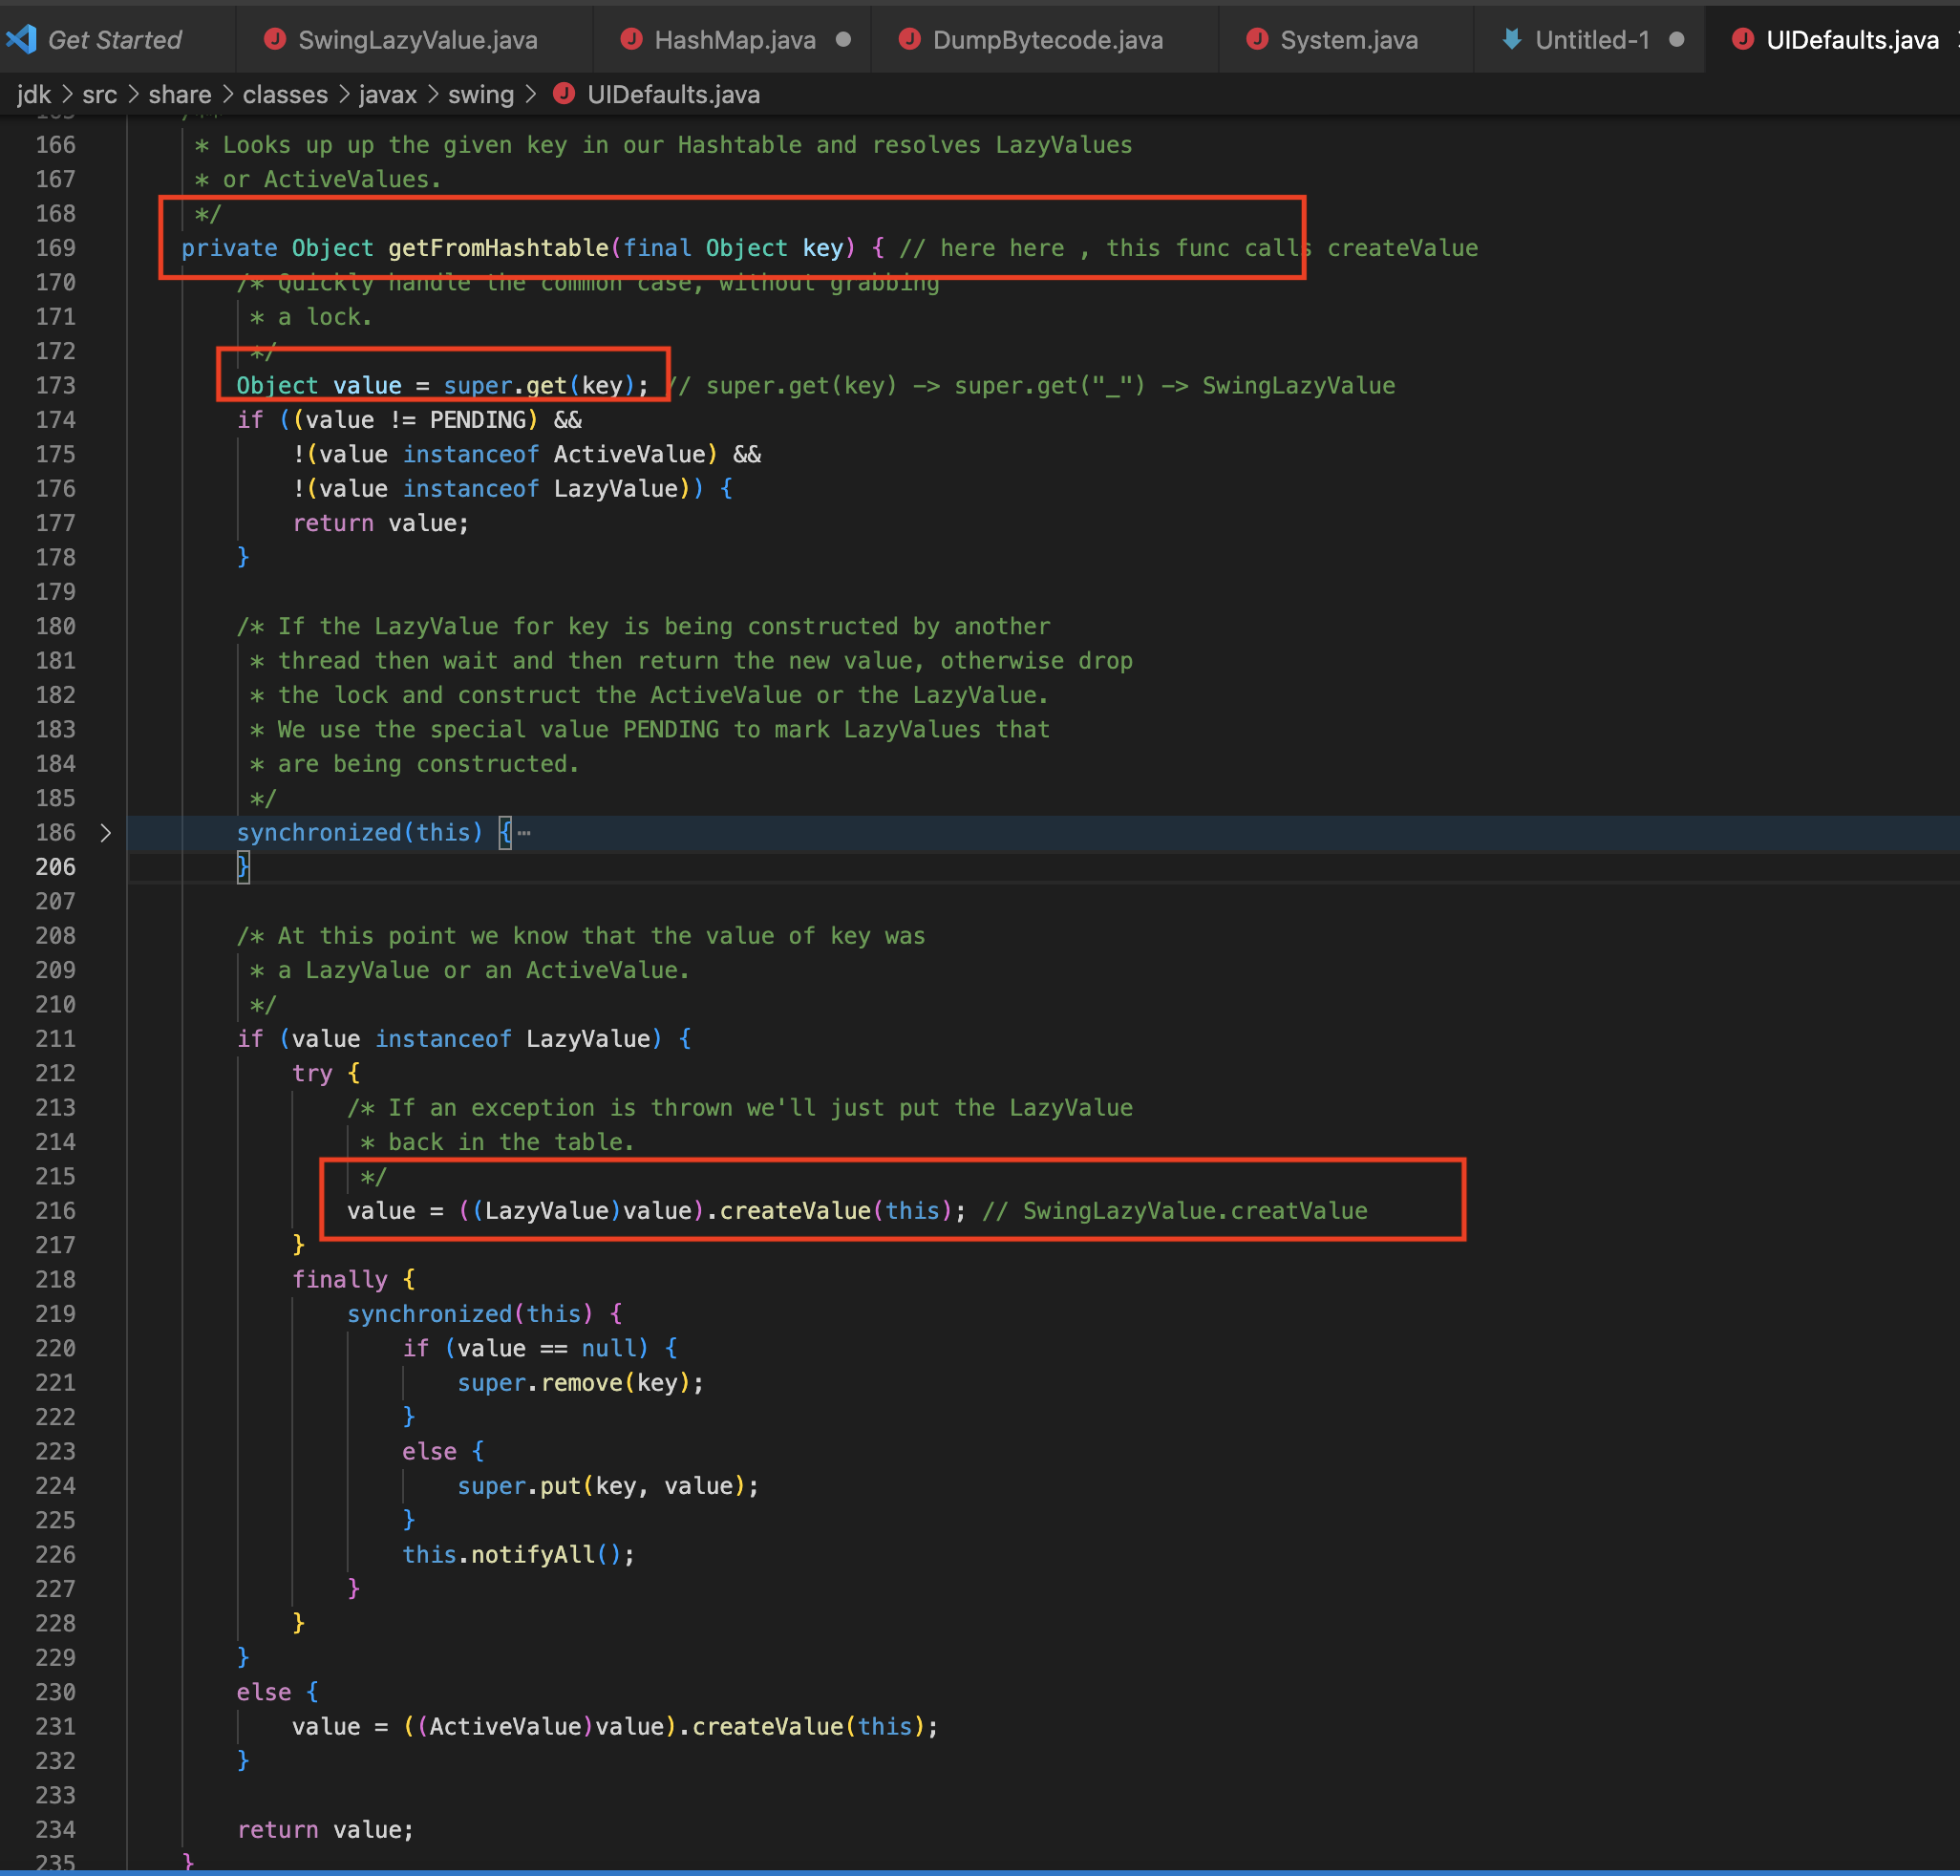 Get Started SwingLazyValue.java HashMap.java DumpBytecode.java System.java Untitled-1 UIDefaults.java
jdk > src > share > classes > javax > swing > UIDefaults.java
166 * Looks up up the given key in our Hashtable and resolves LazyValues
167 * or ActiveValues.
168 */
169 private Object getFromHashtable(final Object key) { // here here , this func calls createValue
170 /* Quickly handle the common case, without grabbing
171 * a lock.
172 */
173 Object value = super.get(key); // super.get(key) -> super.get("_") -> SwingLazyValue
174 if ((value != PENDING) &&
175 !(value instanceof ActiveValue) &&
176 !(value instanceof LazyValue)) {
177 return value;
178 }
179
180 /* If the LazyValue for key is being constructed by another
181 * thread then wait and then return the new value, otherwise drop
182 * the lock and construct the ActiveValue or the LazyValue.
183 * We use the special value PENDING to mark LazyValues that
184 * are being constructed.
185 */
186 > synchronized(this) { …
206 }
207
208 /* At this point we know that the value of key was
209 * a LazyValue or an ActiveValue.
210 */
211 if (value instanceof LazyValue) {
212 try {
213 /* If an exception is thrown we'll just put the LazyValue
214 * back in the table.
215 */
216 value = ((LazyValue)value).createValue(this); // SwingLazyValue.creatValue
217 }
218 finally {
219 synchronized(this) {
220 if (value == null) {
221 super.remove(key);
222 }
223 else {
224 super.put(key, value);
225 }
226 this.notifyAll();
227 }
228 }
229 }
230 else {
231 value = ((ActiveValue)value).createValue(this);
232 }
233
234 return value;
235 }